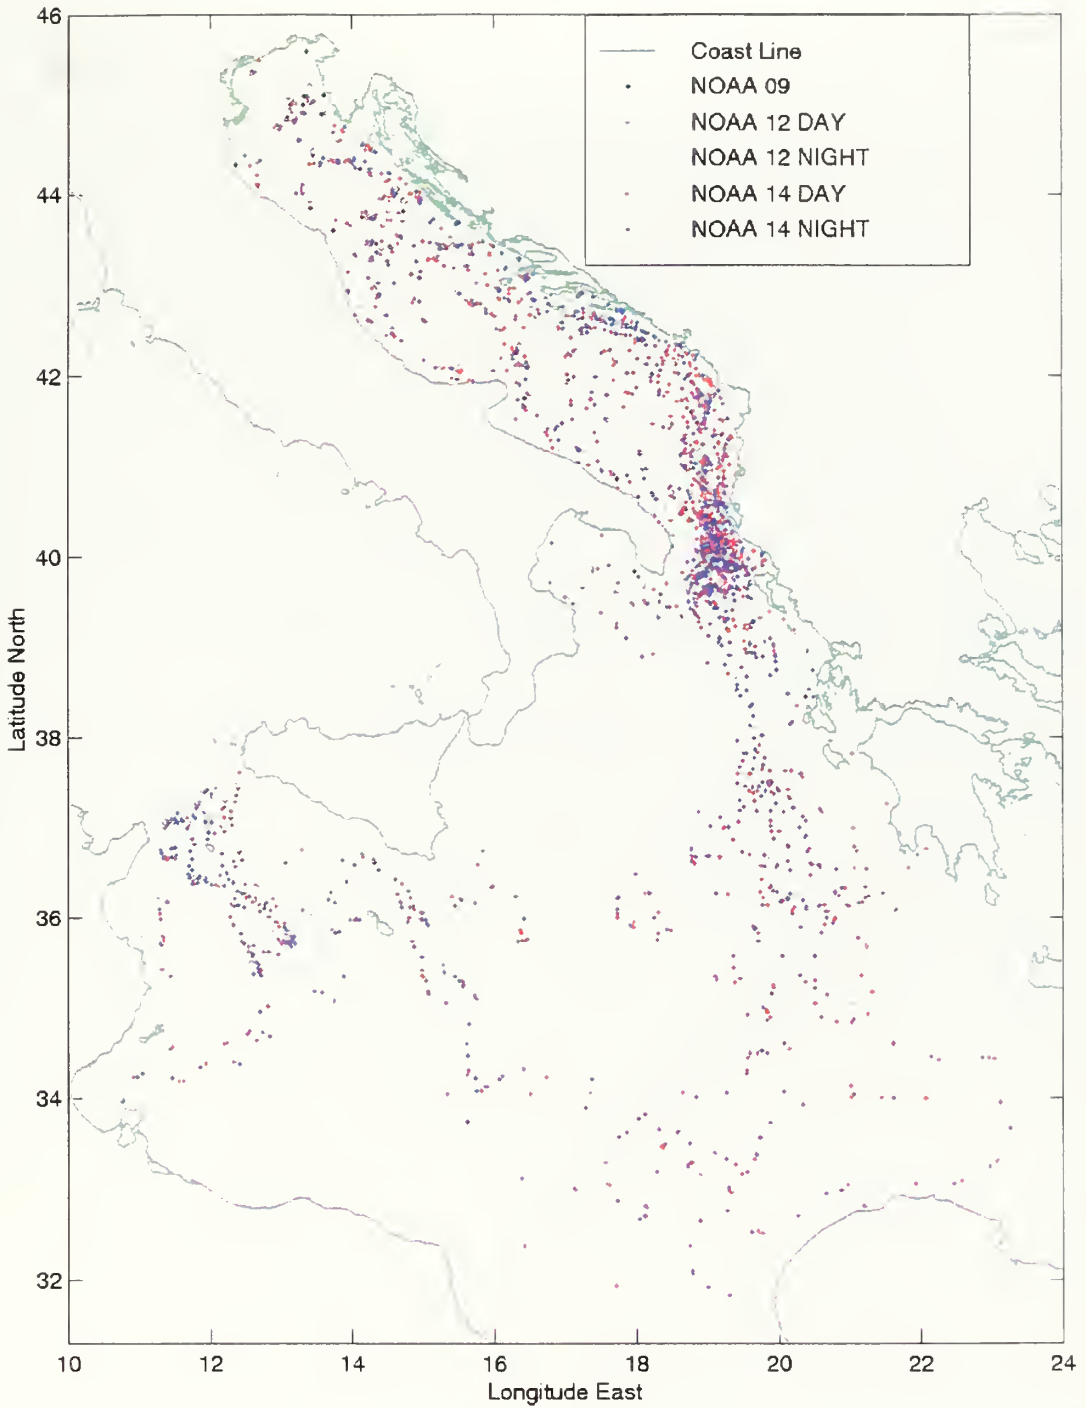 46
44
42
40
38
36
34
32
Latitude North
Coast Line
NOAA 09
NOAA 12 DAY
NOAA 12 NIGHT
NOAA 14 DAY
NOAA 14 NIGHT
10 12 14 16 18 20 22 24
Longitude East